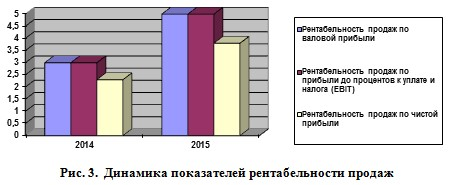 5
4,5
4
3,5
3
2,5
2
1,5
1
0,5
0
2014
2015
Рентабельность продаж по
валовой прибыли
Рентабельность продаж по
прибыли до процентов к уплате и
налога (EBIT)
Рентабельность продаж по чистой
прибыли
Рис. 3. Динамика показателей рентабельности продаж